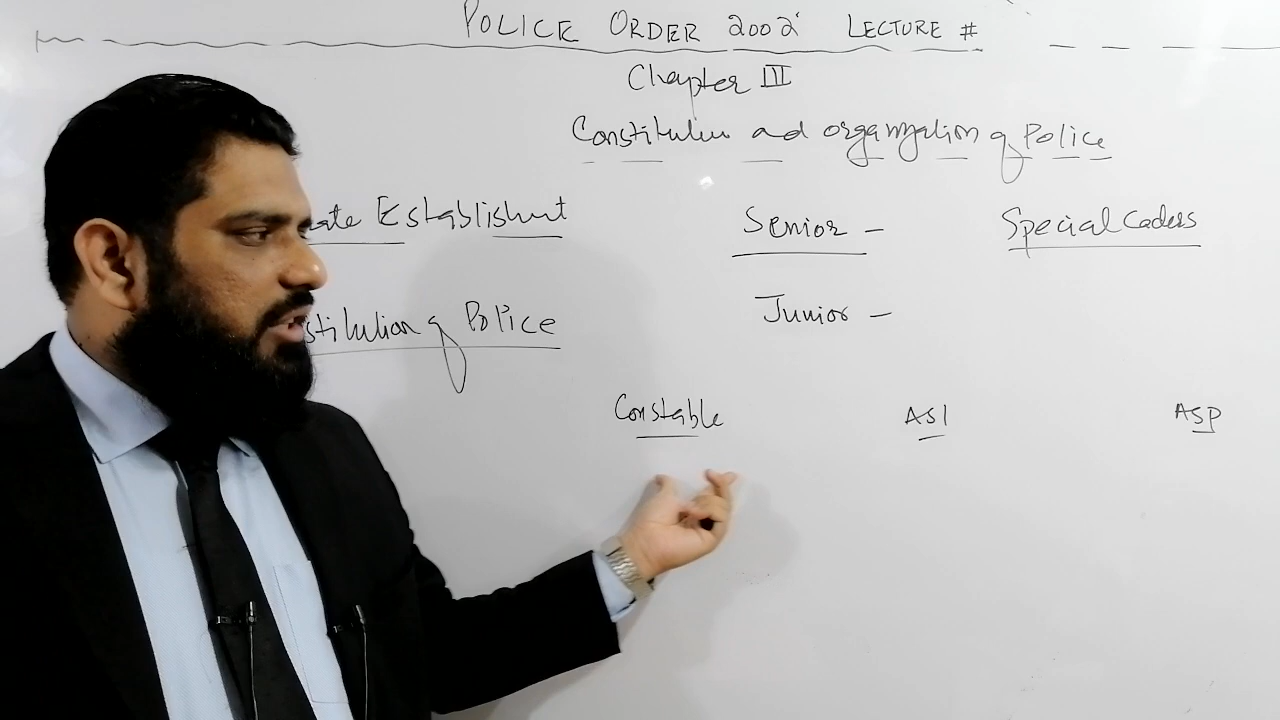 POLICE ORDER 2002 LECTURE #
Chapter III
Constitution and organization of Police
ate Establishment Senior - Special Caders
stitution of Police Junior -
Constable ASI ASP